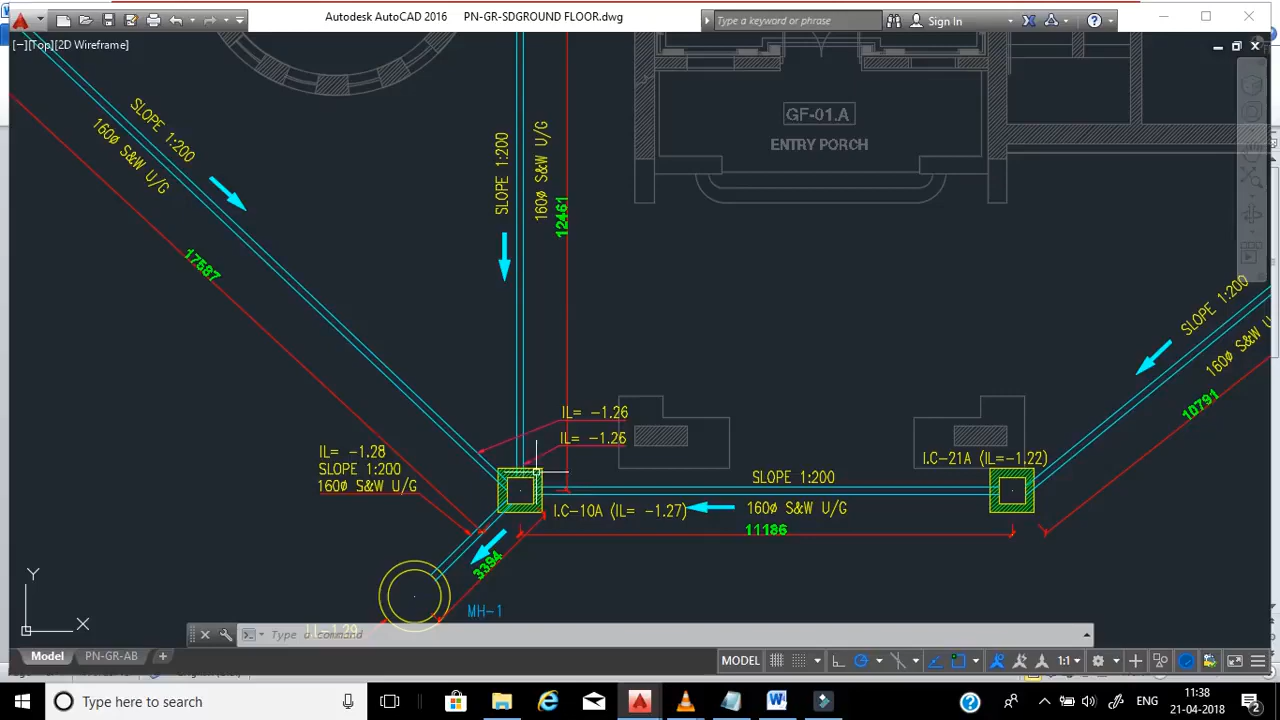 Autodesk AutoCAD 2016 PN-GR-SDGROUND FLOOR.dwg
Type a keyword or phrase
Sign In
[−][Top][2D Wireframe]
SLOPE 1:200
160ø S&W U/G
17587
SLOPE 1:200
160ø S&W U/G
12461
GF-01.A
ENTRY PORCH
SLOPE 1:200
160ø S&W
10791
IL= -1.26
IL= -1.26
IL= -1.28
SLOPE 1:200
160ø S&W U/G
I.C-21A (IL=-1.22)
SLOPE 1:200
I.C-10A (IL= -1.27)
160ø S&W U/G
11186
3394
MH-1
Y
X
Type a command
Model
PN-GR-AB
+
MODEL
1:1
Type here to search
ENG
11:38
21-04-2018
2